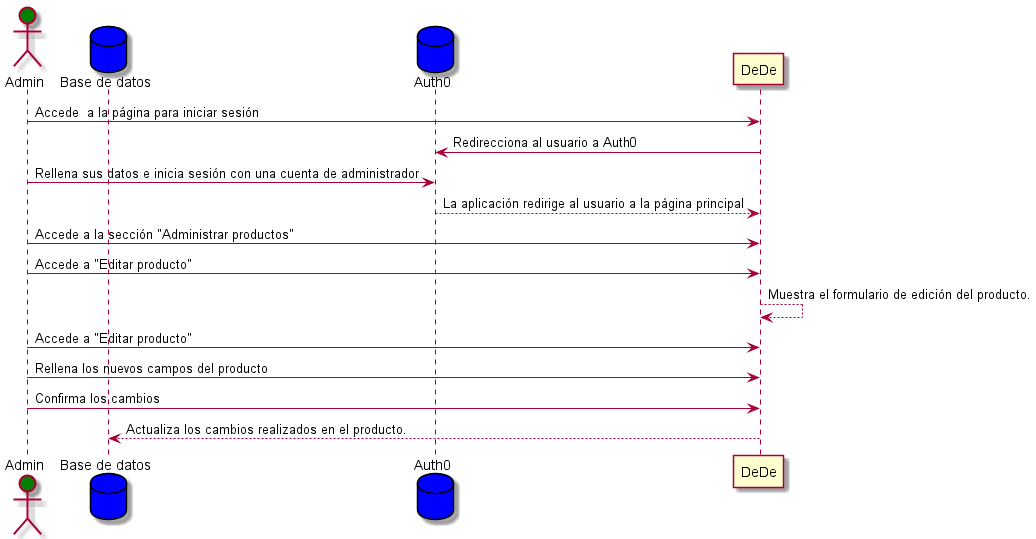 Admin
Base de datos
Auth0
DeDe
Accede  a la página para iniciar sesión
Redirecciona al usuario a Auth0
Rellena sus datos e inicia sesión con una cuenta de administrador
La aplicación redirige al usuario a la página principal
Accede a la sección "Administrar productos"
Accede a "Editar producto"
Muestra el formulario de edición del producto.
Accede a "Editar producto"
Rellena los nuevos campos del producto
Confirma los cambios
Actualiza los cambios realizados en el producto.
Admin
Base de datos
Auth0
DeDe